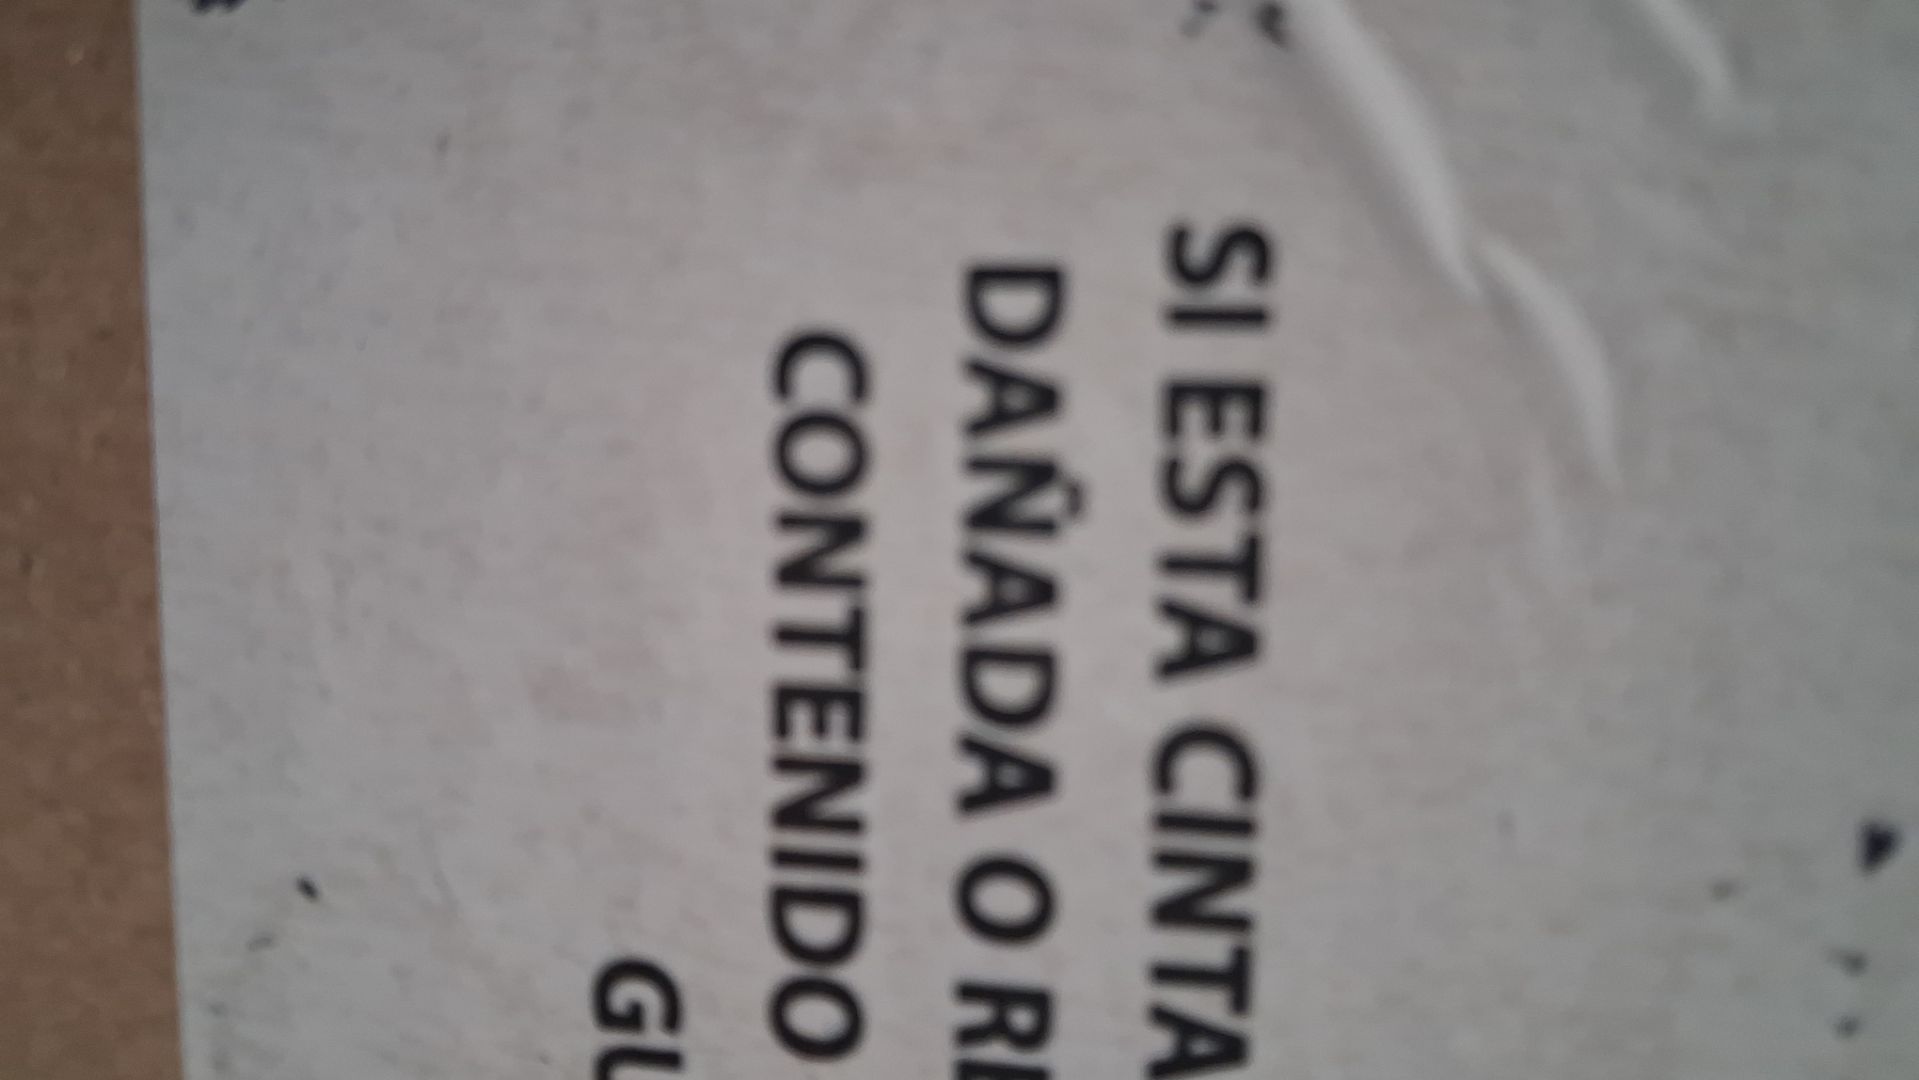 SI ESTA CINTA
DAÑADA O
CONTENIDO